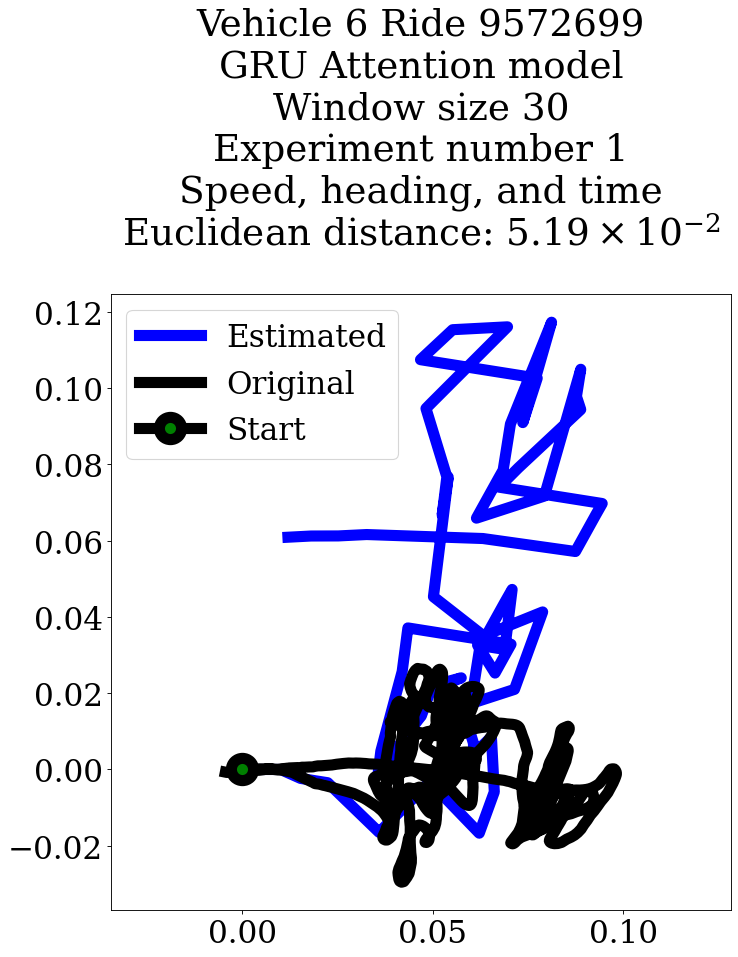 Vehicle 6 Ride 9572699
GRU Attention model
Window size 30
Experiment number 1
Speed, heading, and time
Euclidean distance: 5.19 × 10⁻²
0.12
Estimated
0.10
Original
Start
0.08
0.06
0.04
0.02
0.00
−0.02
0.00 0.05 0.10